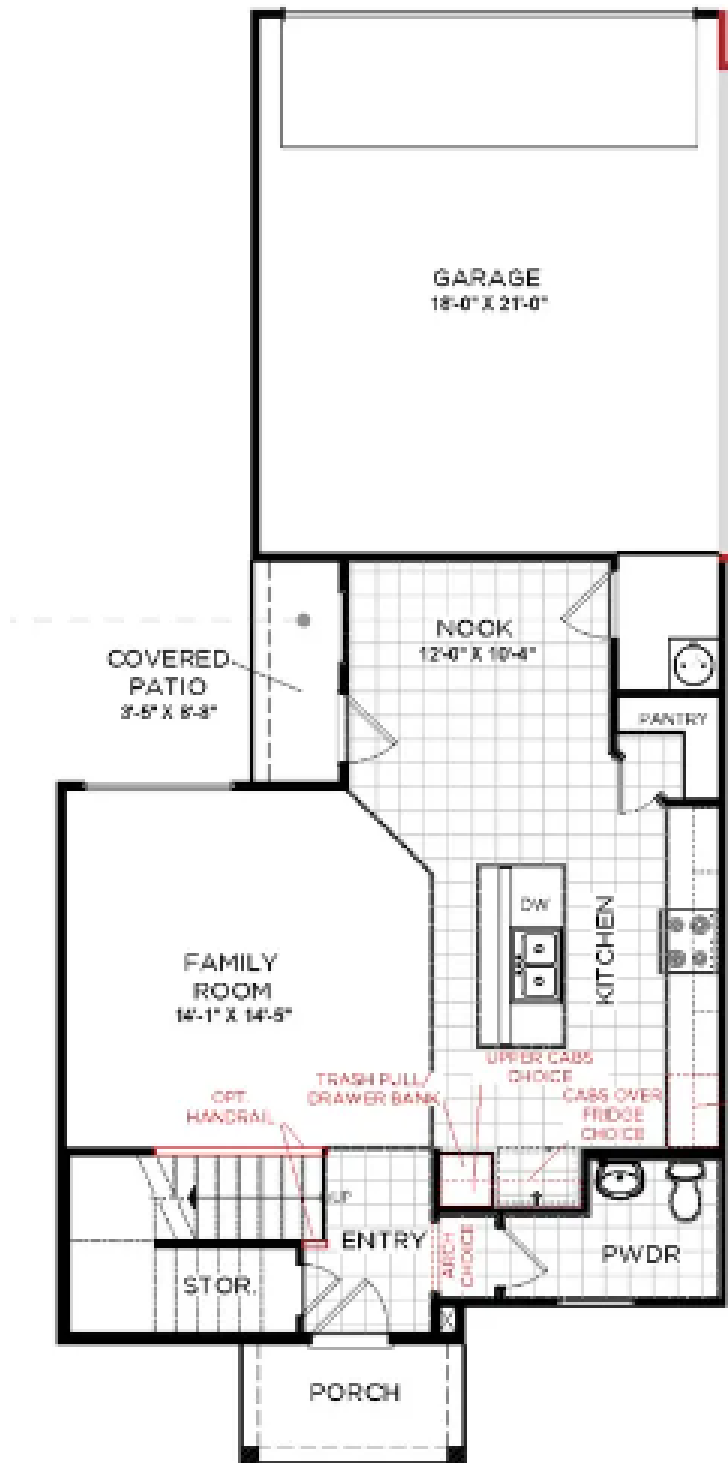 GARAGE
18'-0" X 21'-0"
NOOK
12'-0" X 10'-4"
COVERED
PATIO
PANTRY
DW
KITCHEN
FAMILY
ROOM
14'-1" X 14'-5"
UPPER CABS
CHOICE
TRASH PULL/
DRAWER BANK
CABS OVER
FRIDGE
CHOICE
OPT.
HANDRAIL
UP
ENTRY
ARCH
CHOICE
PWDR
STOR.
PORCH